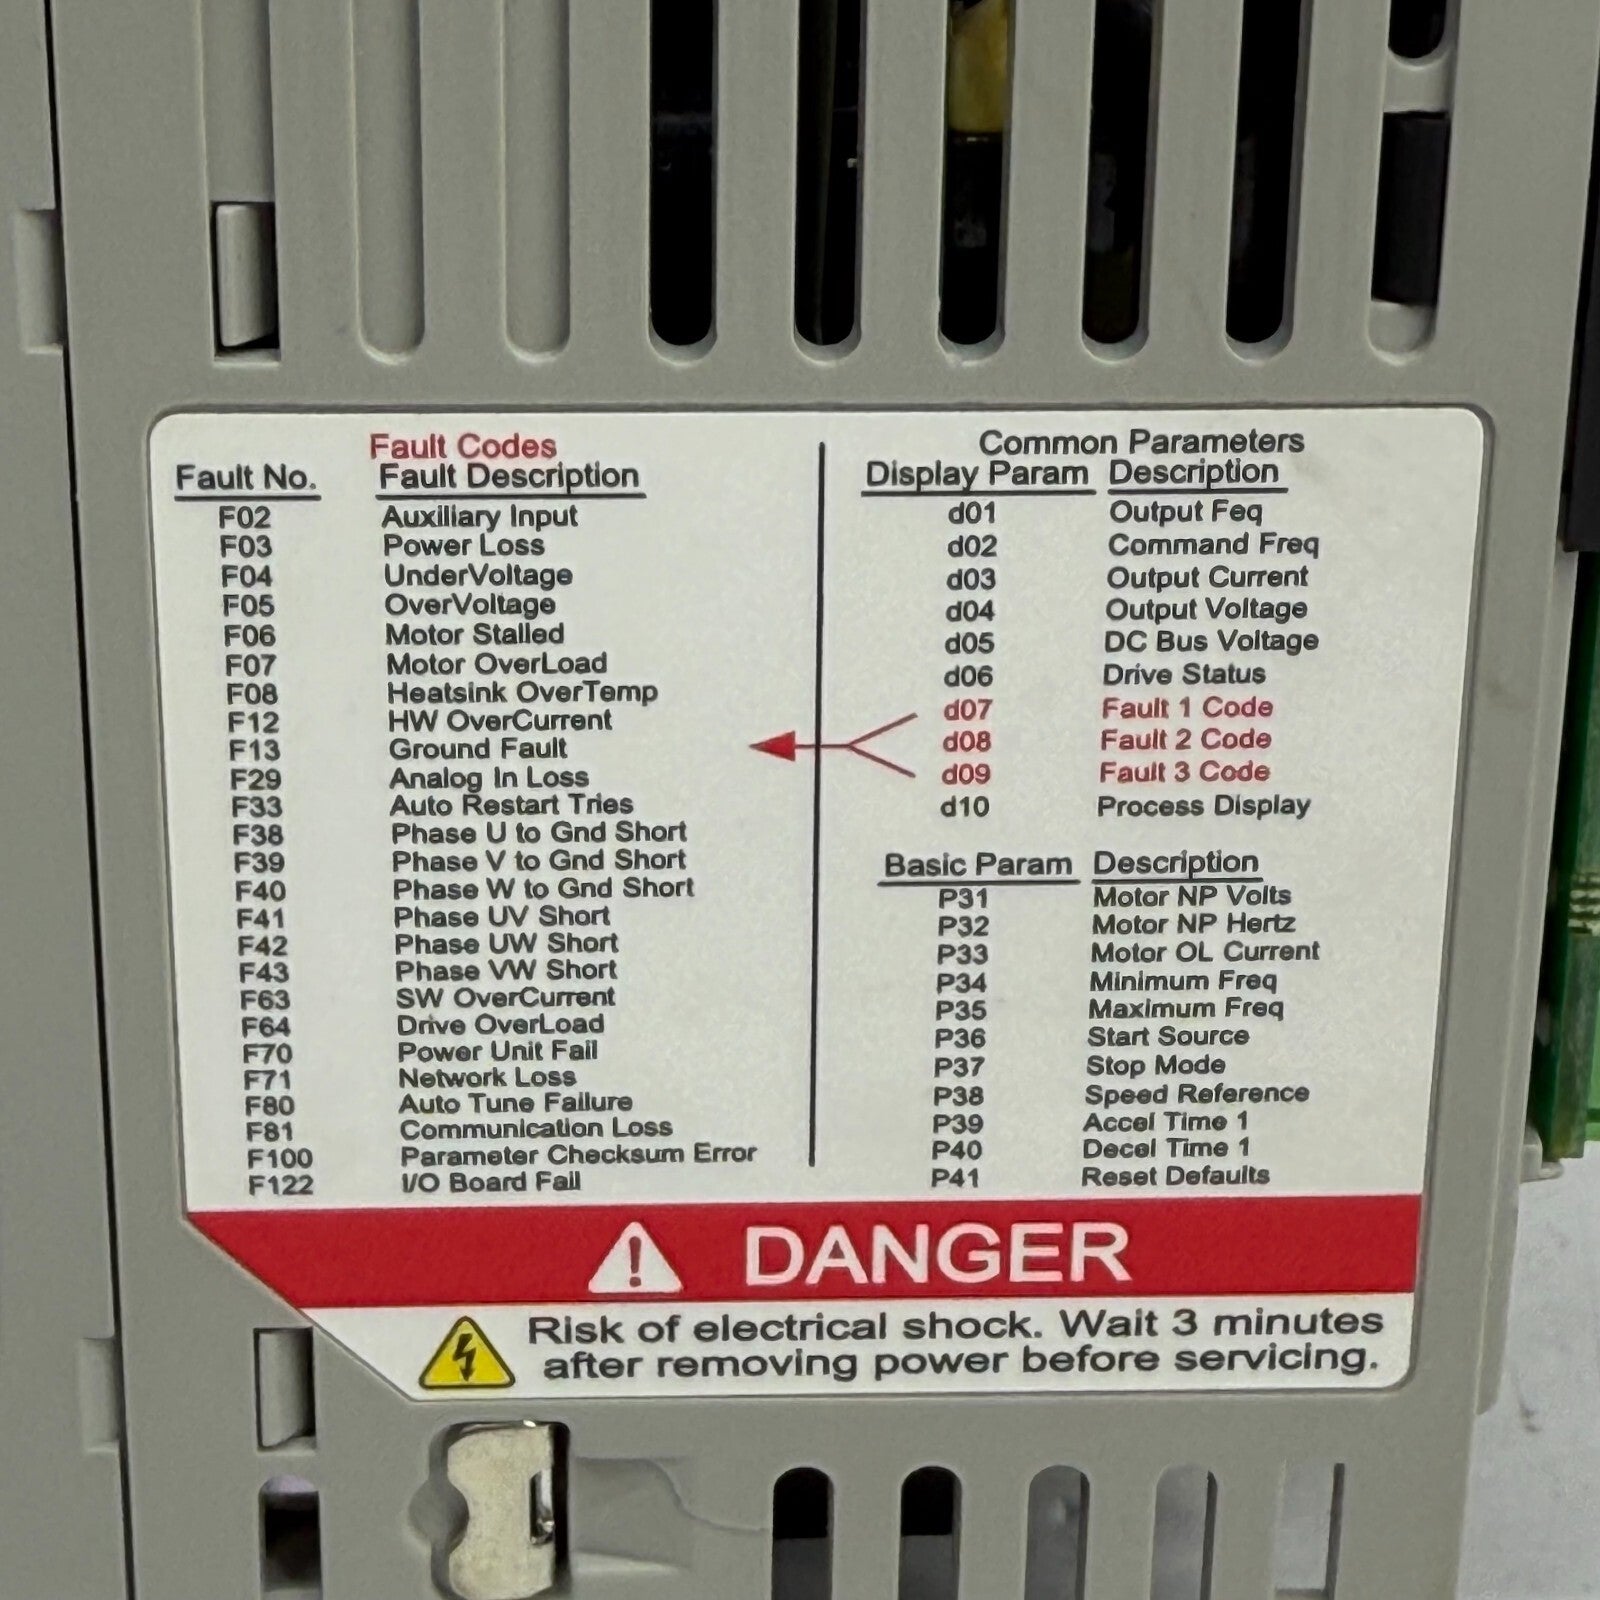 Fault Codes
Fault No. Fault Description
F02 Auxiliary Input
F03 Power Loss
F04 UnderVoltage
F05 OverVoltage
F06 Motor Stalled
F07 Motor OverLoad
F08 Heatsink OverTemp
F12 HW OverCurrent
F13 Ground Fault
F29 Analog In Loss
F33 Auto Restart Tries
F38 Phase U to Gnd Short
F39 Phase V to Gnd Short
F40 Phase W to Gnd Short
F41 Phase UV Short
F42 Phase UW Short
F43 Phase VW Short
F63 SW OverCurrent
F64 Drive OverLoad
F70 Power Unit Fail
F71 Network Loss
F80 Auto Tune Failure
F81 Communication Loss
F100 Parameter Checksum Error
F122 I/O Board Fail
Common Parameters
Display Param Description
d01 Output Feq
d02 Command Freq
d03 Output Current
d04 Output Voltage
d05 DC Bus Voltage
d06 Drive Status
d07 Fault 1 Code
d08 Fault 2 Code
d09 Fault 3 Code
d10 Process Display
Basic Param Description
P31 Motor NP Volts
P32 Motor NP Hertz
P33 Motor OL Current
P34 Minimum Freq
P35 Maximum Freq
P36 Start Source
P37 Stop Mode
P38 Speed Reference
P39 Accel Time 1
P40 Decel Time 1
P41 Reset Defaults
DANGER
Risk of electrical shock. Wait 3 minutes
after removing power before servicing.